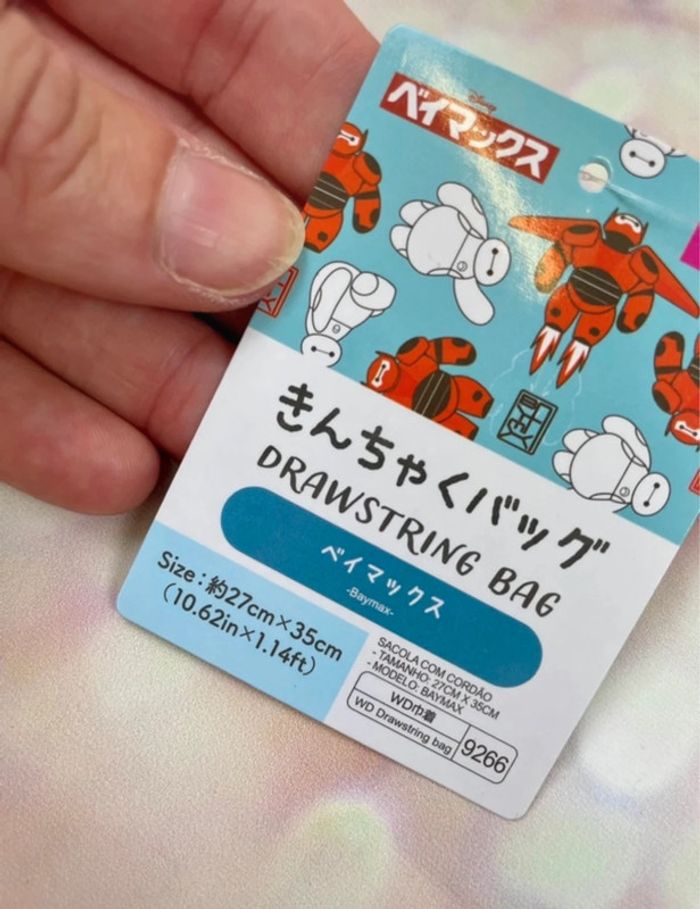 Disney
ベイマックス
きんちゃくバッグ
DRAWSTRING BAG
ベイマックス
-Baymax-
Size：約27cm×35cm
（10.62in×1.14ft）
SACOLA COM CORDÃO
- TAMANHO: 27CM X 35CM
- MODELO: BAYMAX
WD巾着
WD Drawstring bag
9266